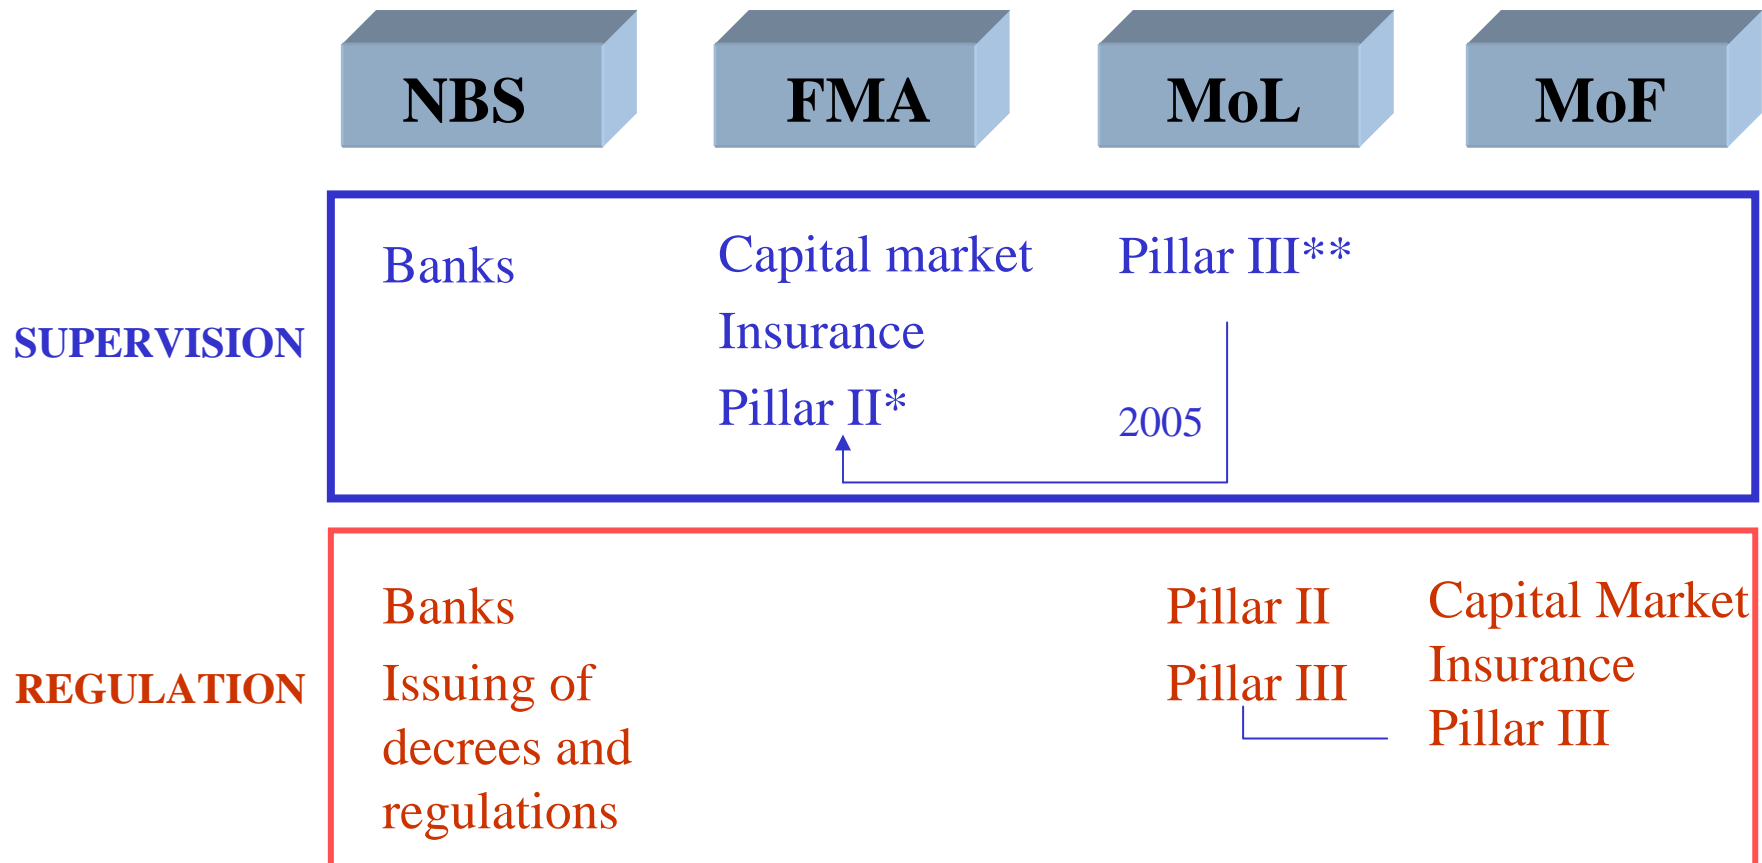 NBS
FMA
MoL
MoF
SUPERVISION
Banks
Capital market
Insurance
Pillar II*
Pillar III**
2005
REGULATION
Banks
Issuing of
decrees and
regulations
Pillar II
Pillar III
Capital Market
Insurance
Pillar III